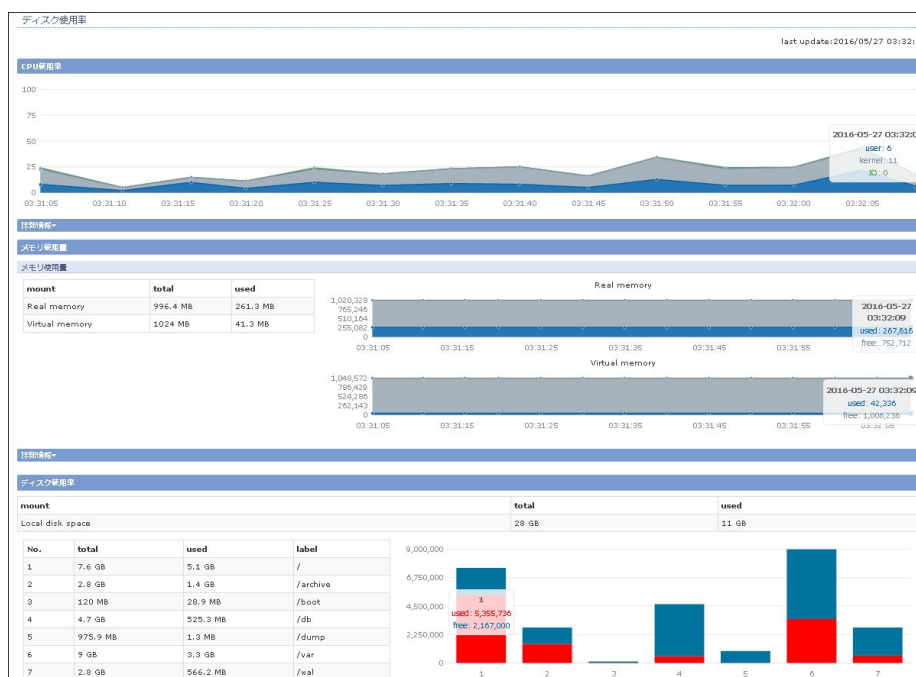 ディスク使用率
last update:2016/05/27 03:32:
CPU使用率
100
75
50
25
0
2016-05-27 03:32:0
user: 6
kernel: 11
IO: 0
03:31:05 03:31:10 03:31:15 03:31:20 03:31:25 03:31:30 03:31:35 03:31:40 03:31:45 03:31:50 03:31:55 03:32:00 03:32:05
詳細情報▾
メモリ使用量
メモリ使用量
mount total used
Real memory 996.4 MB 261.3 MB
Virtual memory 1024 MB 41.3 MB
Real memory
1,020,328
765,246
510,164
255,082
0
2016-05-27
03:32:09
used: 267,616
free: 752,712
03:31:05 03:31:15 03:31:25 03:31:35 03:31:45 03:31:55
Virtual memory
1,048,572
786,429
524,286
262,143
2016-05-27 03:32:09
used: 42,336
free: 1,006,236
03:31:05 03:31:15 03:31:25 03:31:35 03:31:45 03:31:55 03:32:05
詳細情報▾
ディスク使用率
mount total used
Local disk space 28 GB 11 GB
No. total used label
1 7.6 GB 5.1 GB /
2 2.8 GB 1.4 GB /archive
3 120 MB 28.9 MB /boot
4 4.7 GB 525.3 MB /db
5 975.9 MB 1.3 MB /dump
6 9 GB 3.3 GB /var
7 2.8 GB 566.2 MB /wal
9,000,000
6,750,000
4,500,000
2,250,000
0
1
used: 5,355,736
free: 2,167,000
1 2 3 4 5 6 7